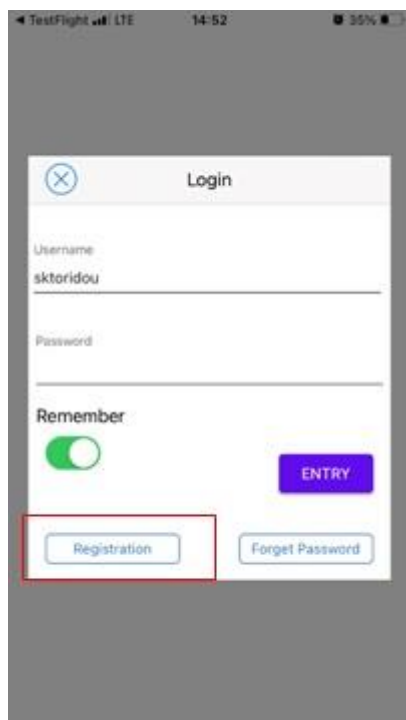 ◀ TestFlight LTE 14:52 35%
Login
Username
sktoridou
Password
Remember
ENTRY
Registration Forget Password